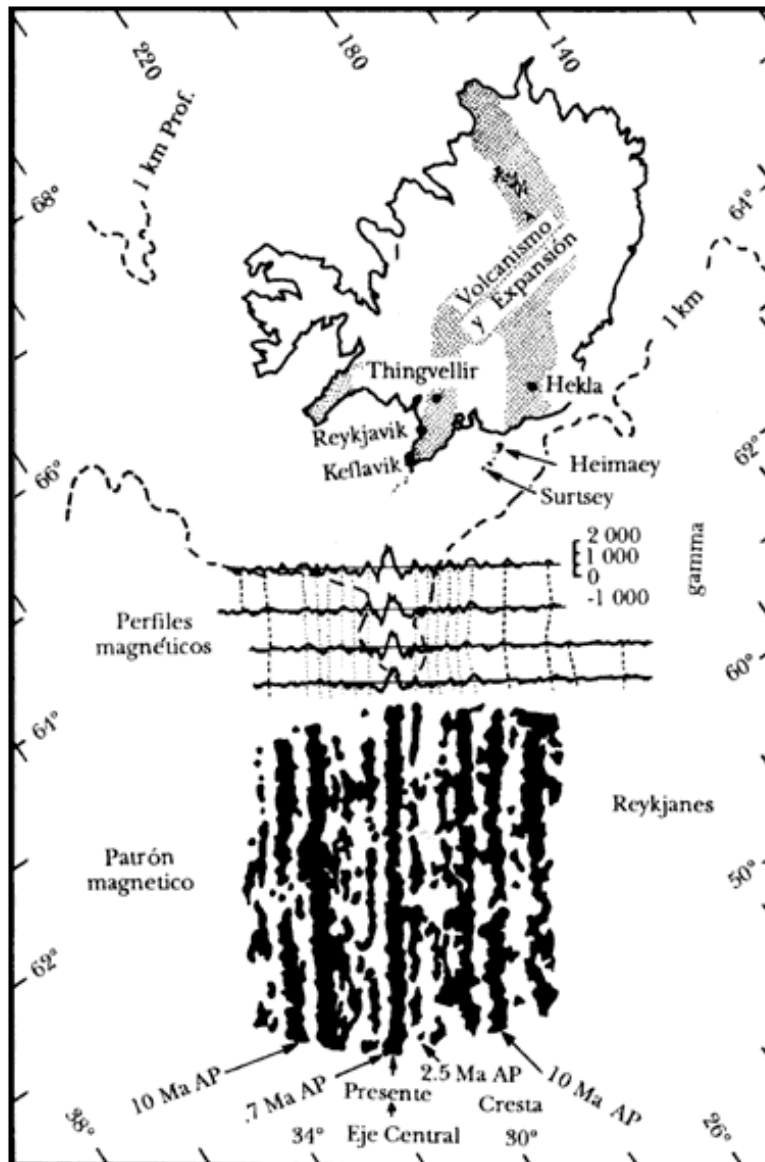 220
180
140
1 km Prof.
68°
64°
Volcanismo
y Expansión
1 km
Thingvellir
Hekla
Reykjavik
Keflavik
62°
66°
Heimaey
Surtsey
2 000
1 000
0
-1 000
gamma
Perfiles
magnéticos
60°
64°
Reykjanes
Patrón
magnetico
50°
62°
10 Ma AP
.7 Ma AP
Presente
2.5 Ma AP
10 Ma AP
Cresta
38°
34°
Eje Central
30°
26°